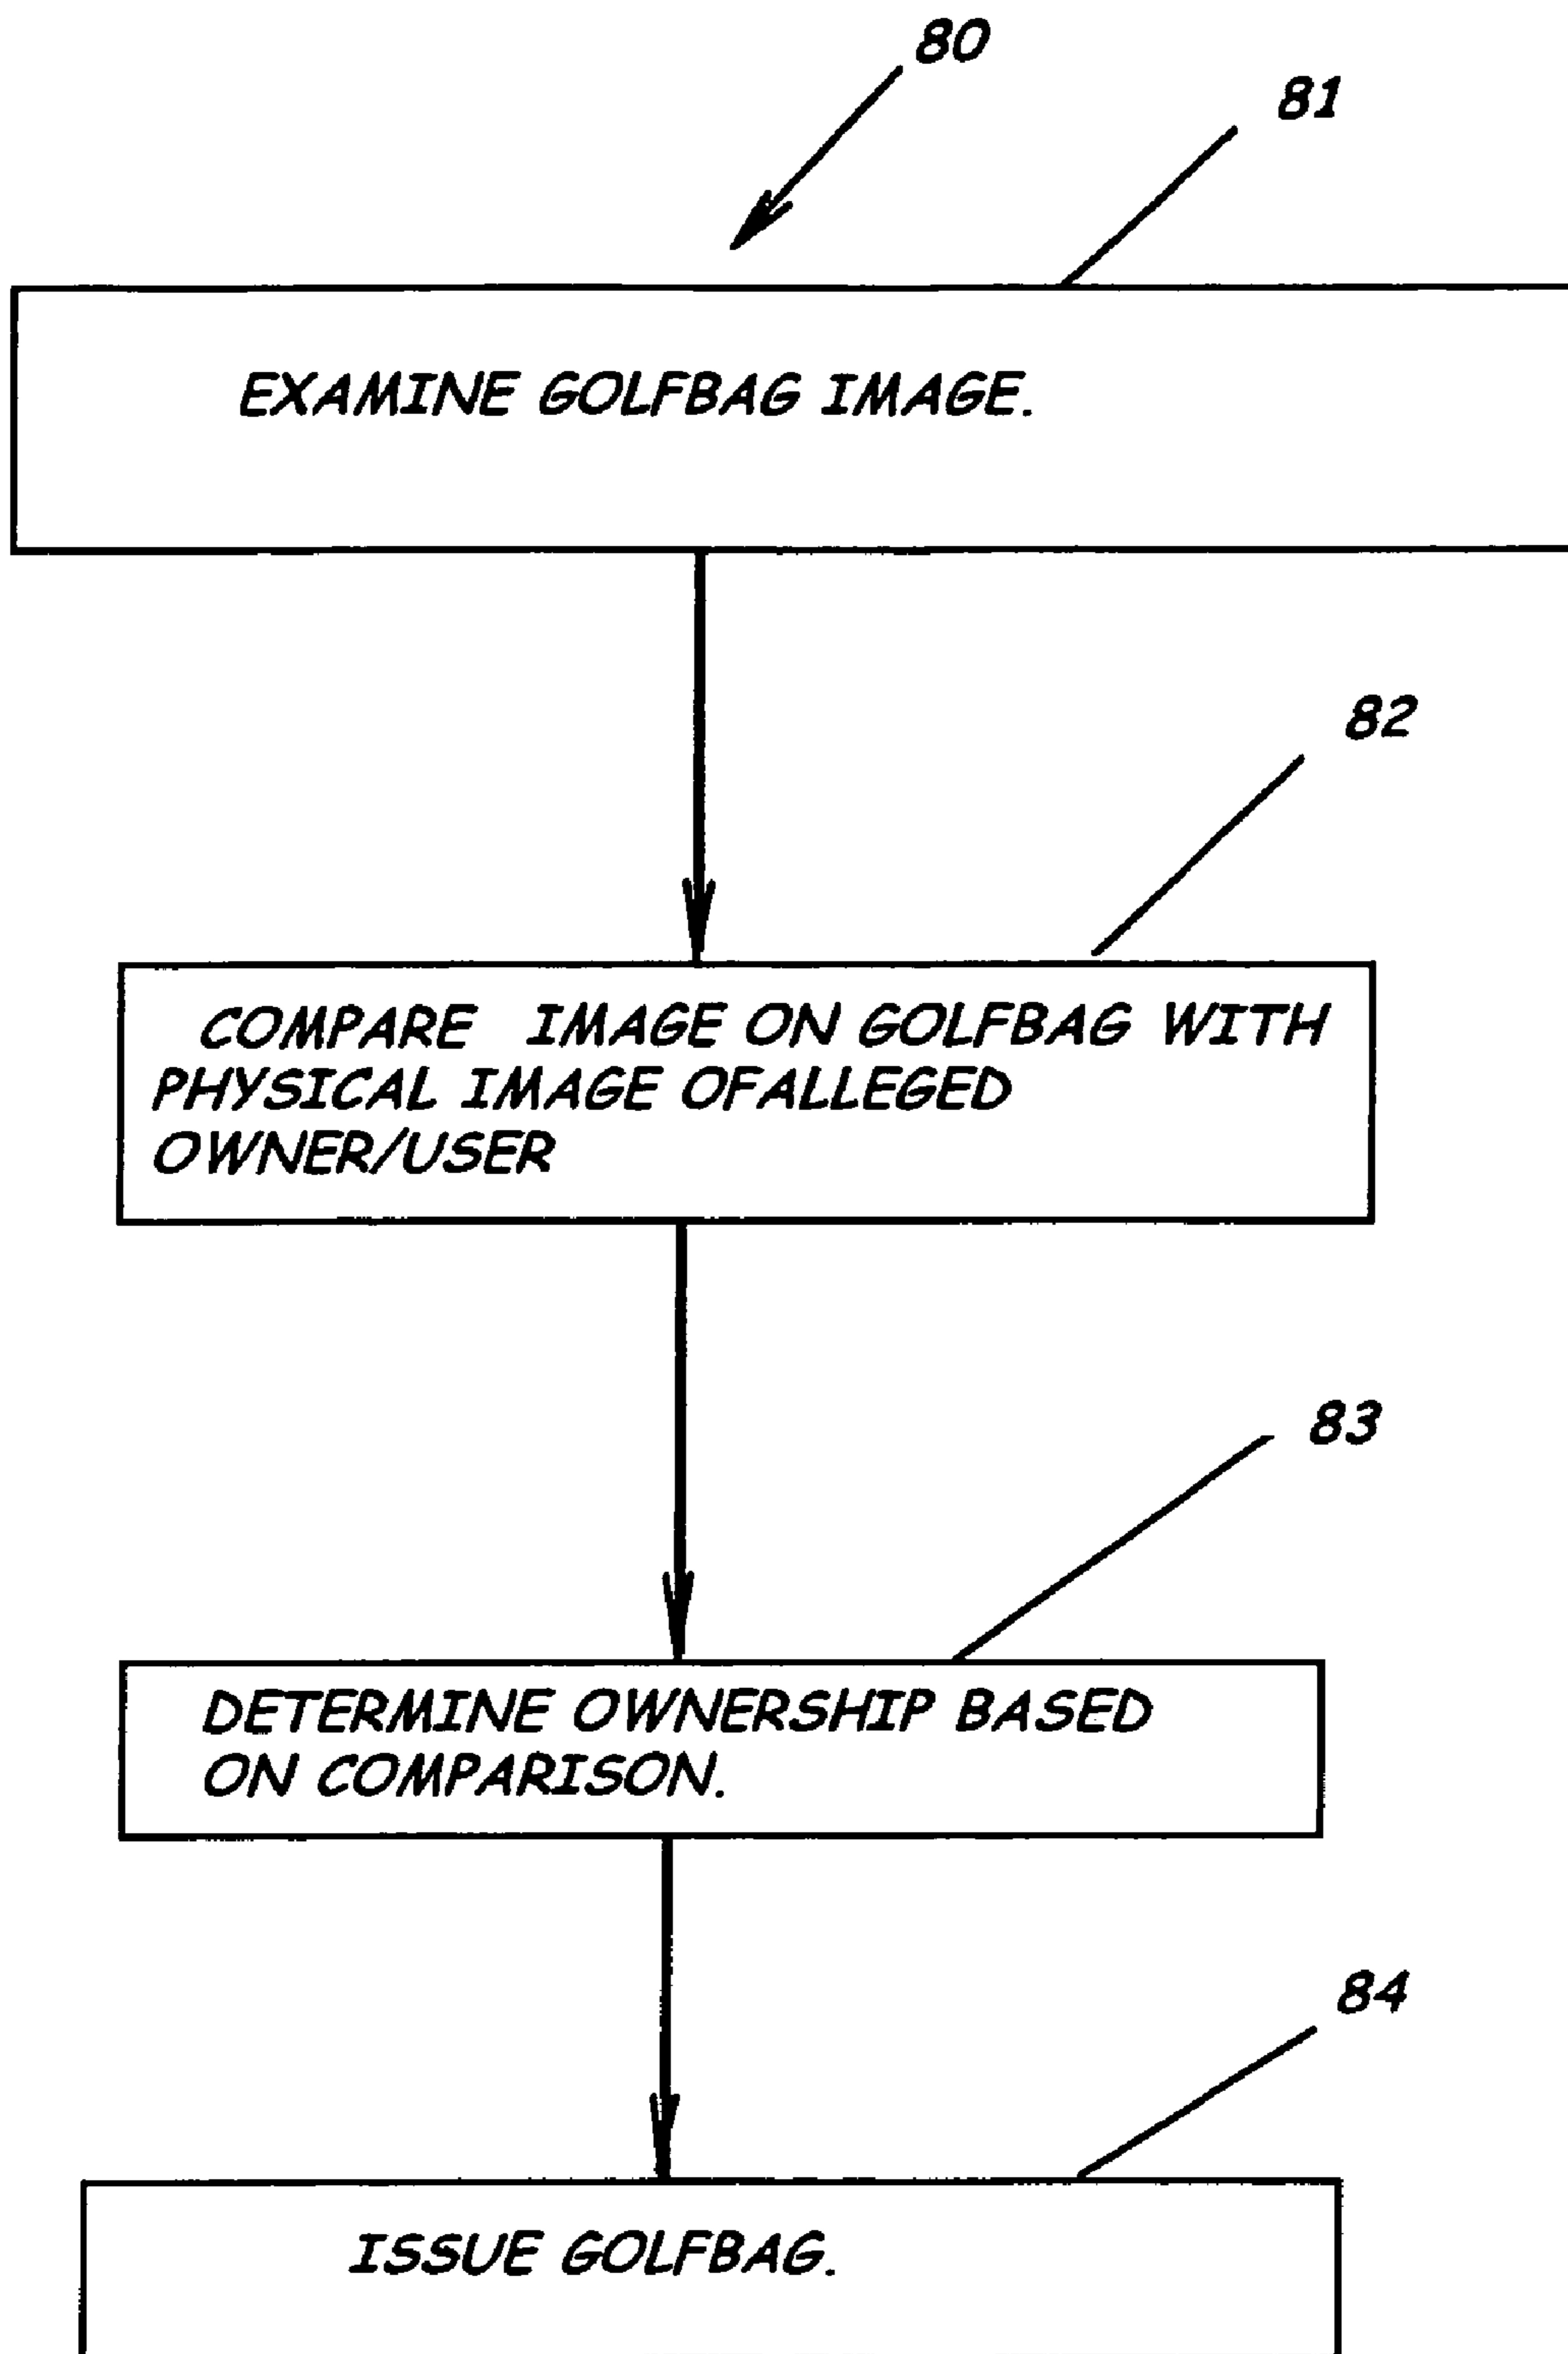 80
81
EXAMINE GOLFBAG IMAGE.
82
COMPARE IMAGE ON GOLFBAG WITH
PHYSICAL IMAGE OFALLEGED
OWNER/USER
83
DETERMINE OWNERSHIP BASED
ON COMPARISON.
84
ISSUE GOLFBAG.